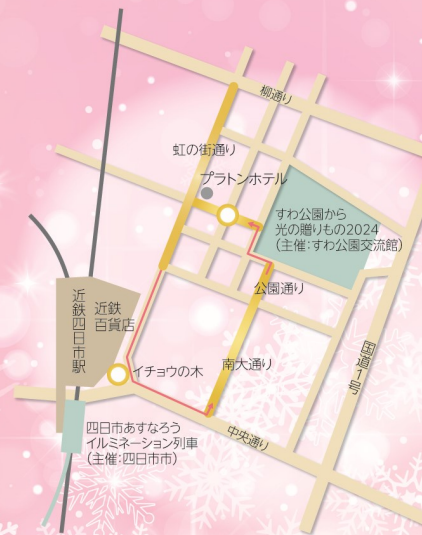 柳通り
虹の街通り
プラトンホテル
すわ公園から
光の贈りもの2024
(主催:すわ公園交流館)
公園通り
近鉄四日市駅
近鉄
百貨店
国道1号
イチョウの木
南大通り
中央通り
四日市あすなろう
イルミネーション列車
(主催:四日市市)